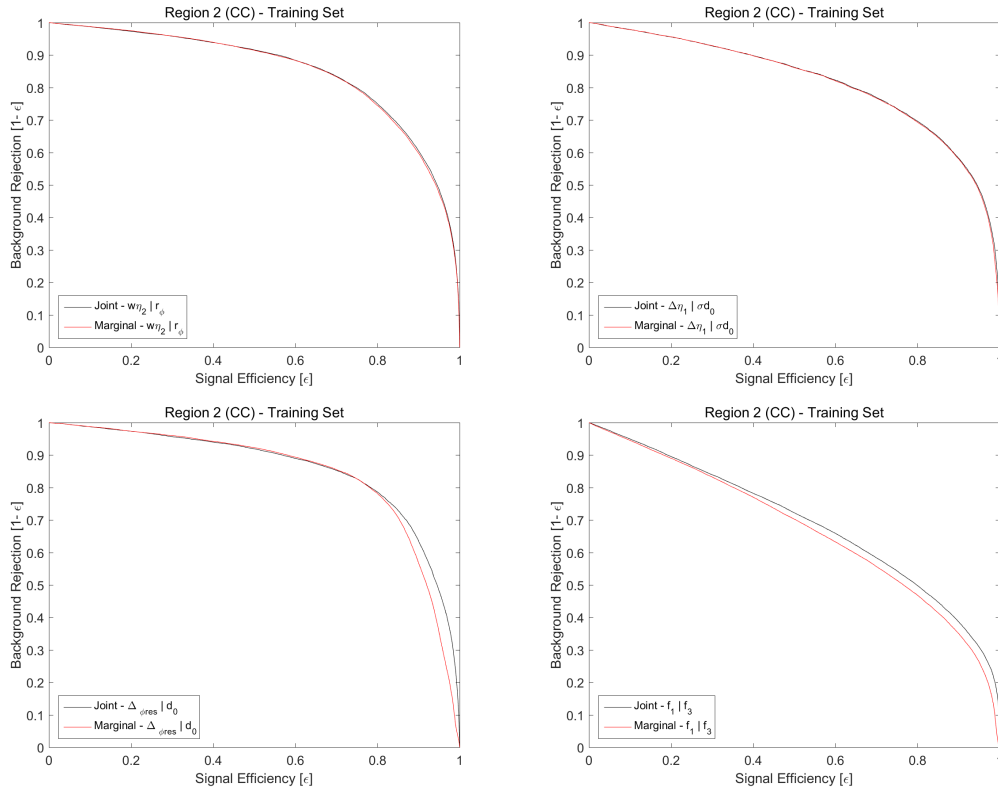 Region 2 (CC) - Training Set
Background Rejection [1- ϵ]
1
0.9
0.8
0.7
0.6
0.5
0.4
0.3
0.2
0.1
0
Joint - wη₂ | r_ϕ
Marginal - wη₂ | r_ϕ
0 0.2 0.4 0.6 0.8 1
Signal Efficiency [ϵ]
Region 2 (CC) - Training Set
Background Rejection [1- ϵ]
1
0.9
0.8
0.7
0.6
0.5
0.4
0.3
0.2
0.1
0
Joint - Δη₁ | σd₀
Marginal - Δη₁ | σd₀
0 0.2 0.4 0.6 0.8 1
Signal Efficiency [ϵ]
Region 2 (CC) - Training Set
Background Rejection [1- ϵ]
1
0.9
0.8
0.7
0.6
0.5
0.4
0.3
0.2
0.1
0
Joint - Δ_ϕres | d₀
Marginal - Δ_ϕres | d₀
0 0.2 0.4 0.6 0.8 1
Signal Efficiency [ϵ]
Region 2 (CC) - Training Set
Background Rejection [1- ϵ]
1
0.9
0.8
0.7
0.6
0.5
0.4
0.3
0.2
0.1
0
Joint - f₁ | f₃
Marginal - f₁ | f₃
0 0.2 0.4 0.6 0.8 1
Signal Efficiency [ϵ]